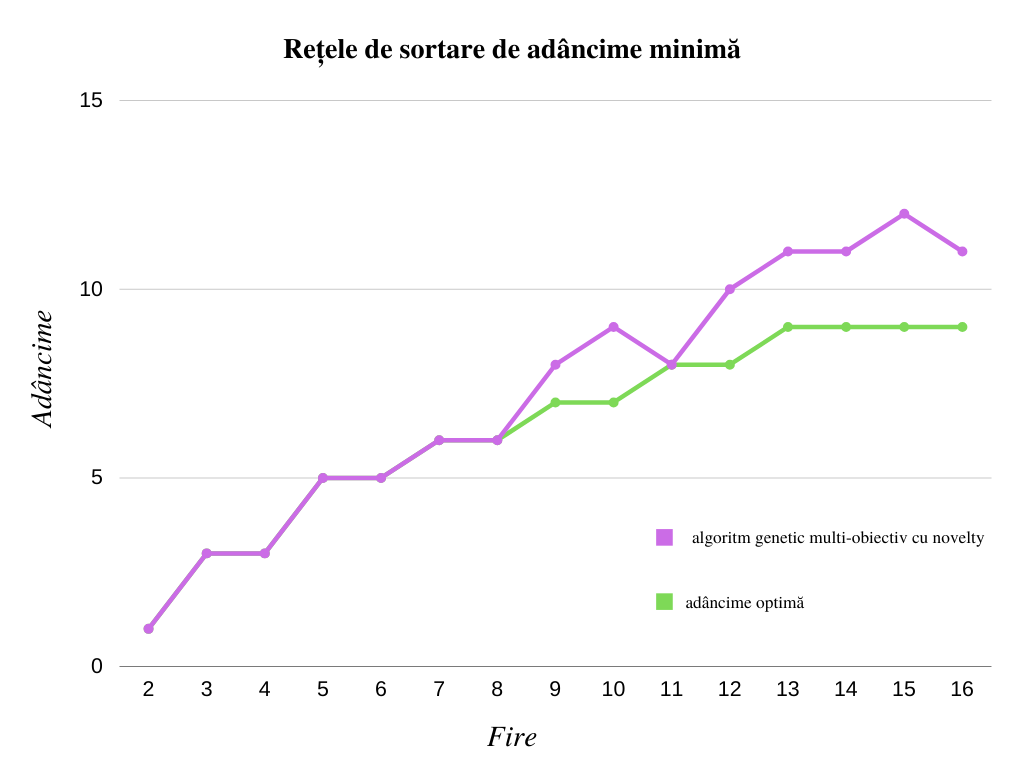 Rețele de sortare de adâncime minimă
15
10
5
0
Adâncime
algoritm genetic multi-obiectiv cu novelty
adâncime optimă
2 3 4 5 6 7 8 9 10 11 12 13 14 15 16
Fire